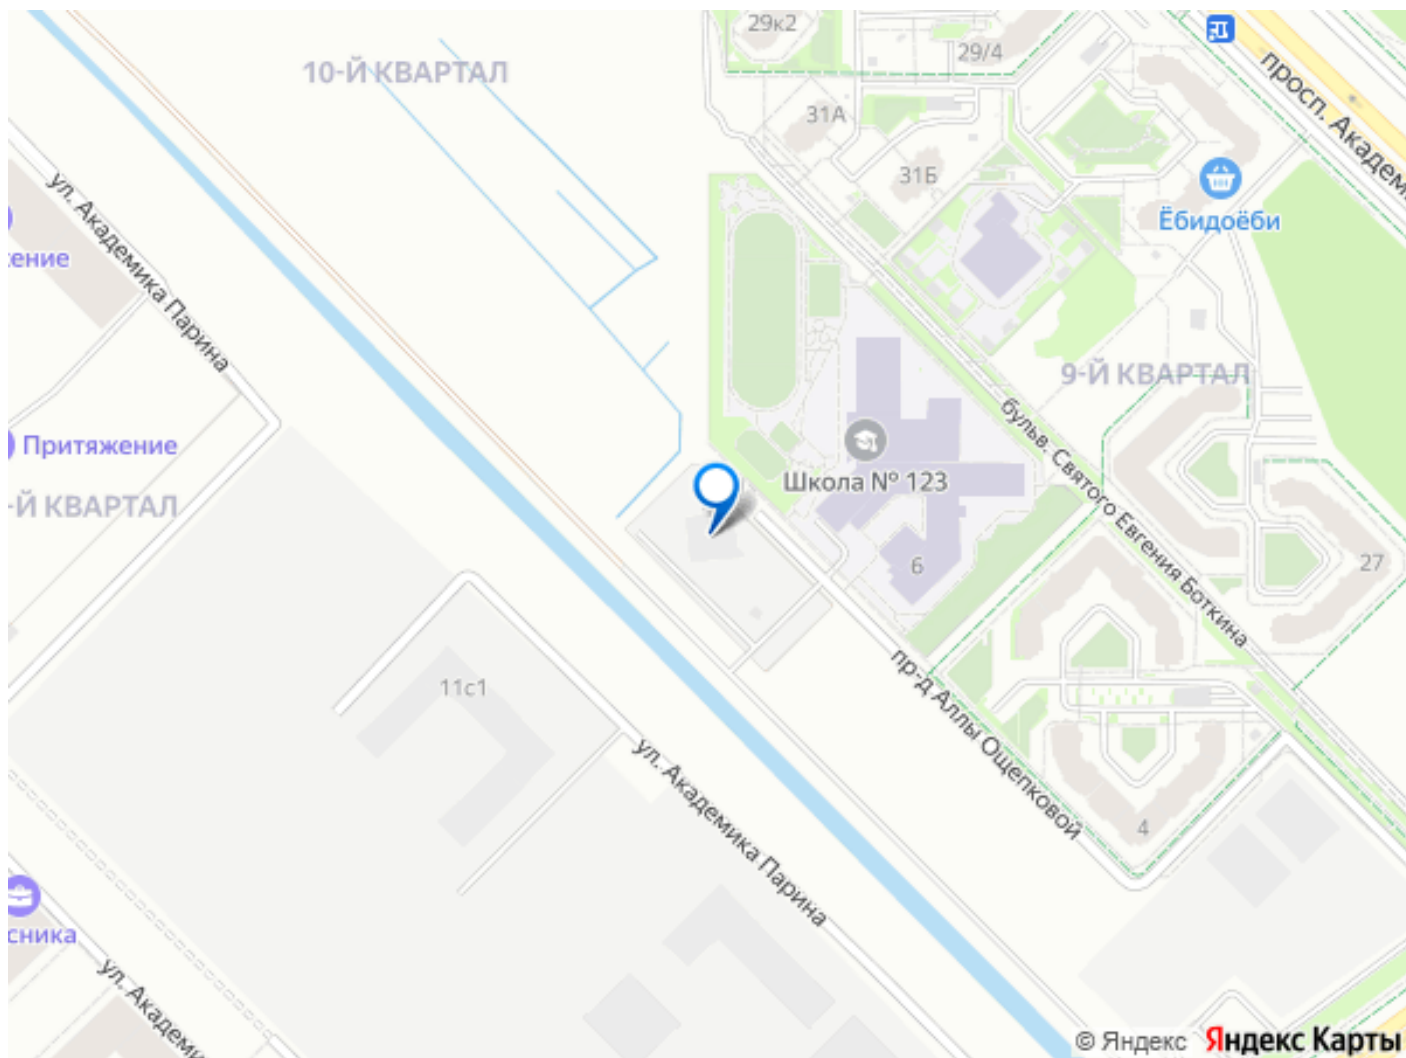 29к2
29/4
10-Й КВАРТАЛ
просп. Академ
31А
31Б
Ёбидоёби
ул. Академика Парина
ение
9-Й КВАРТАЛ
бульв. Святого Евгения Боткина
Притяжение
Школа № 123
-Й КВАРТАЛ
6
27
11с1
пр-д Аллы Ощепковой
ул. Академика Парина
4
сника
ул. Академи
© Яндекс Яндекс Карты